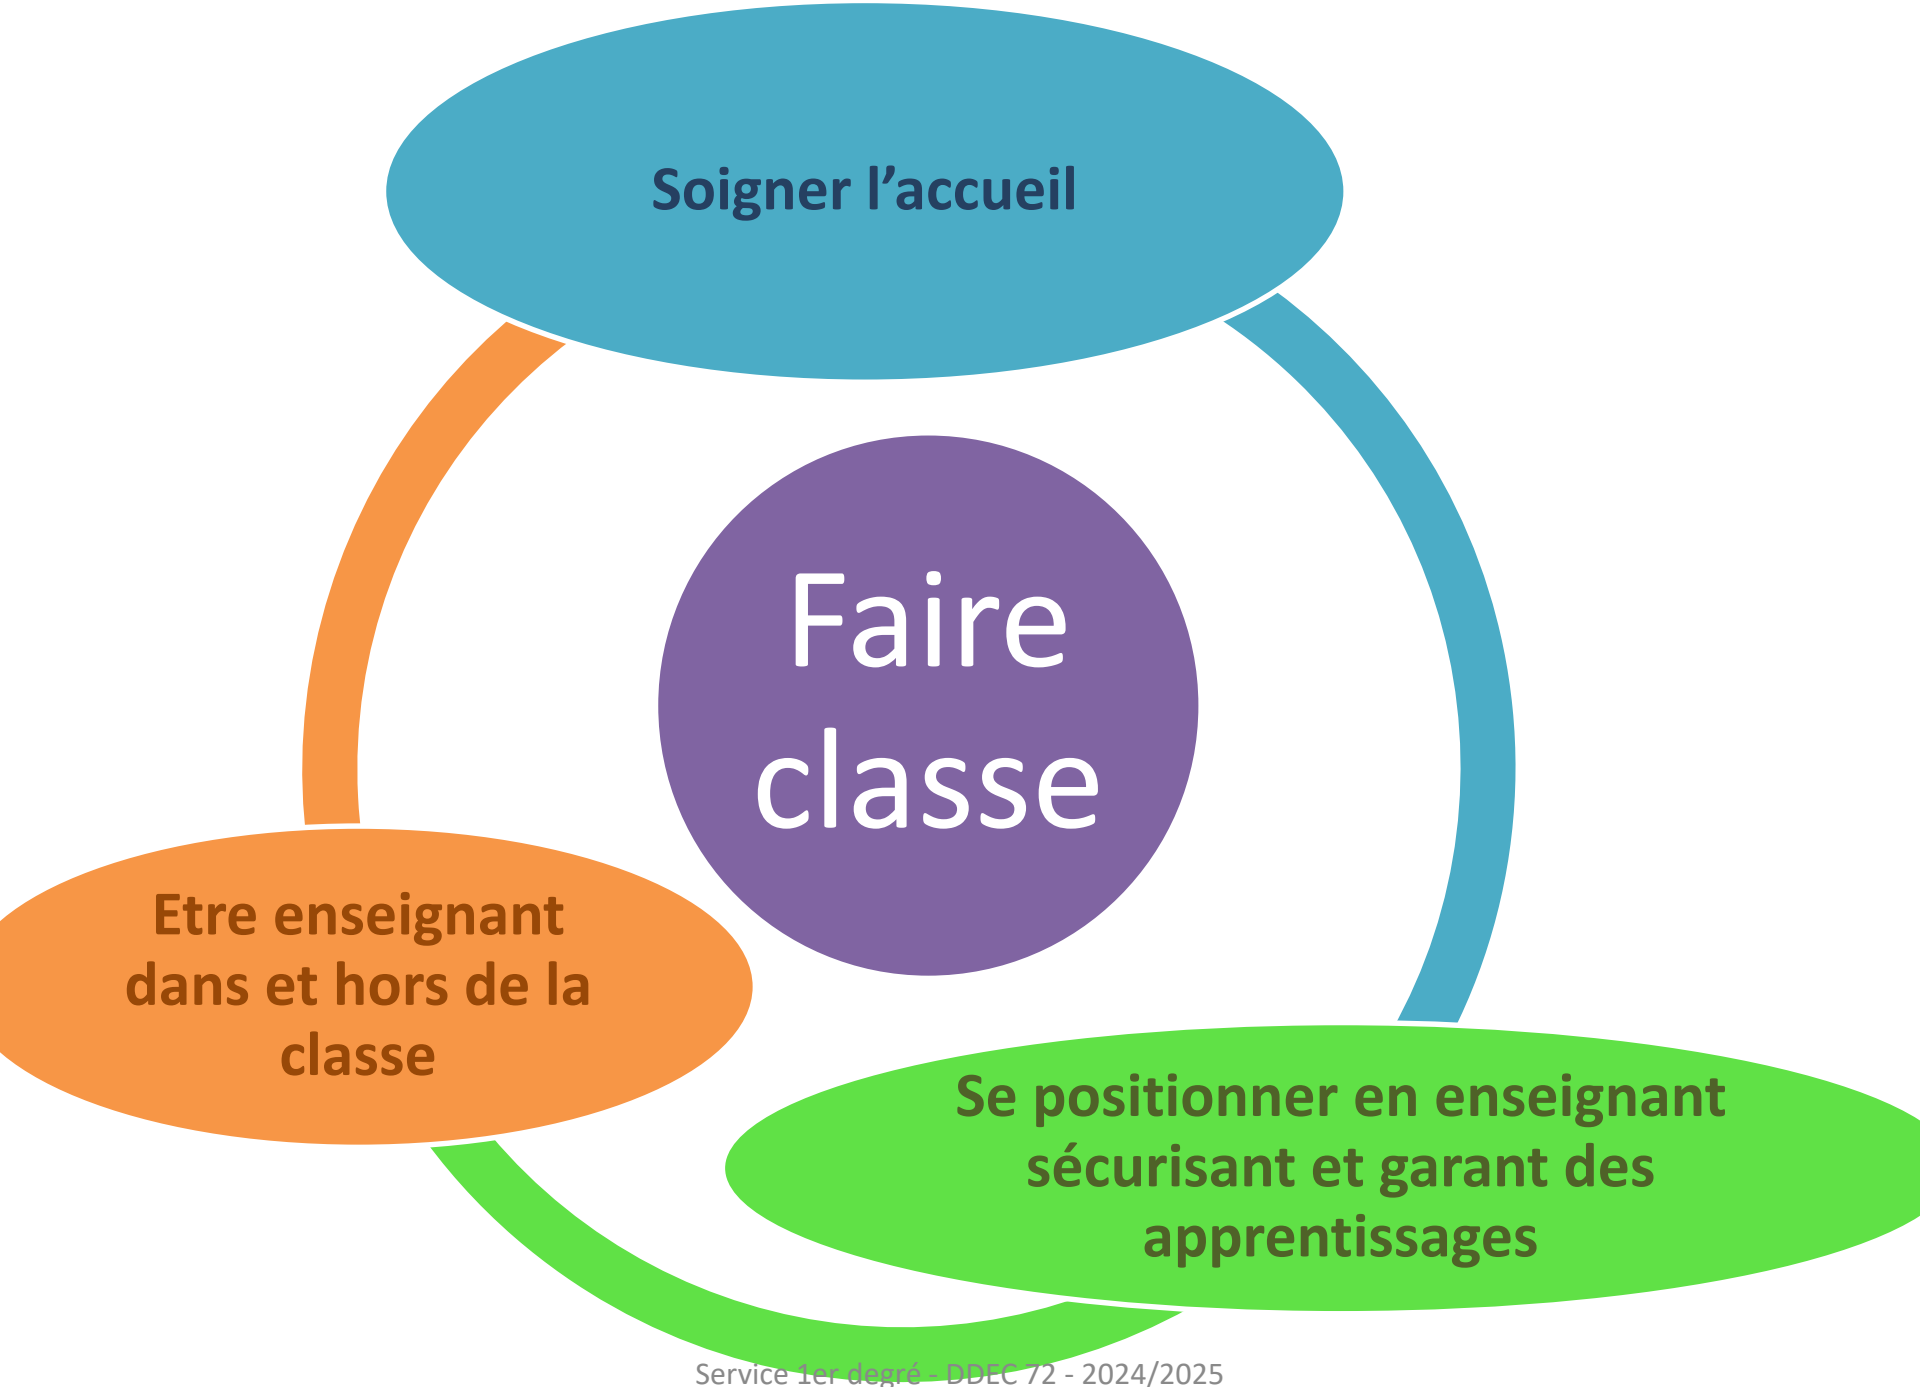 Soigner l’accueil
Faire
classe
Etre enseignant
dans et hors de la
classe
Se positionner en enseignant
sécurisant et garant des
apprentissages
Service 1er degré - DDEC 72 - 2024/2025